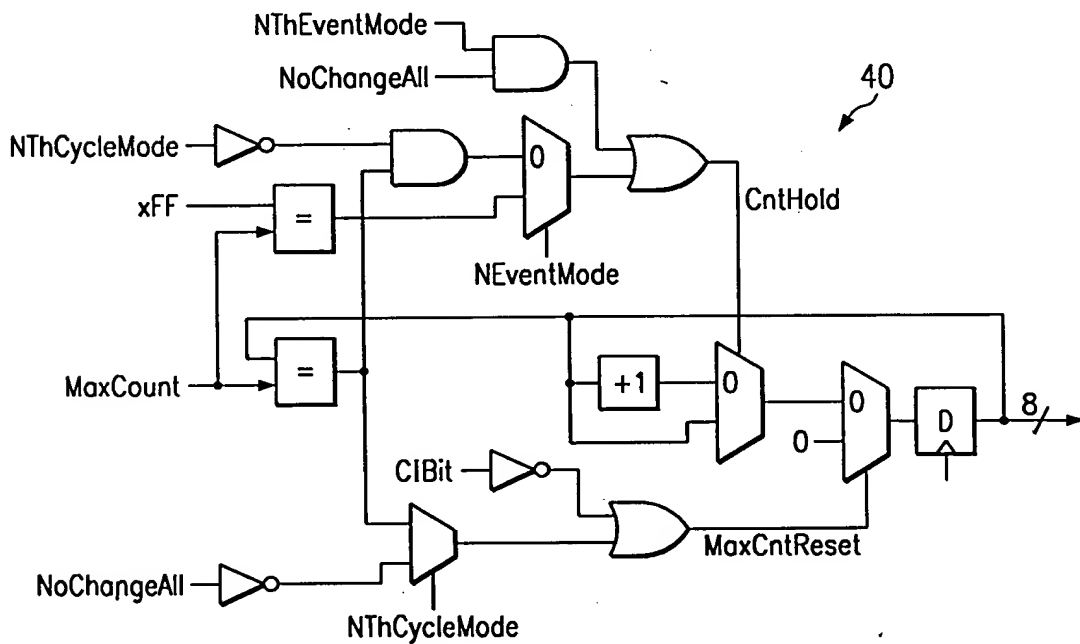 NThEventMode
NoChangeAll
40
NThCycleMode
0
xFF
=
CntHold
NEventMode
MaxCount
=
+1
0
0
0
D
8
CIBit
MaxCntReset
NoChangeAll
NThCycleMode